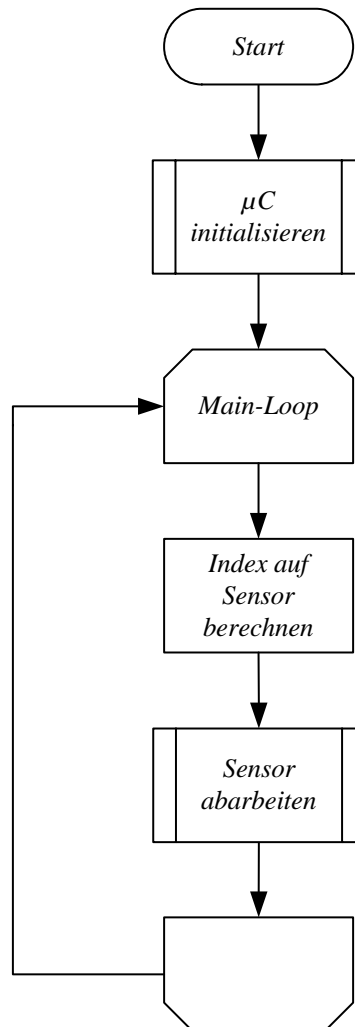 Start
µC
initialisieren
Main-Loop
Index auf
Sensor
berechnen
Sensor
abarbeiten